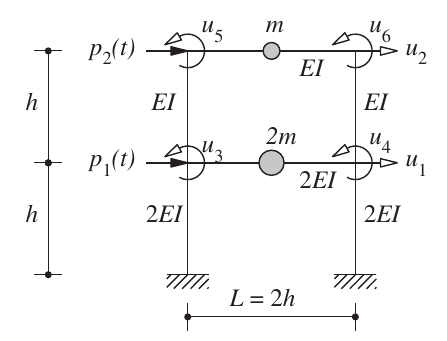 p₂(t) u₅ m u₆ u₂
EI
h EI EI
p₁(t) u₃ 2m u₄ u₁
2EI
h 2EI 2EI
L = 2h